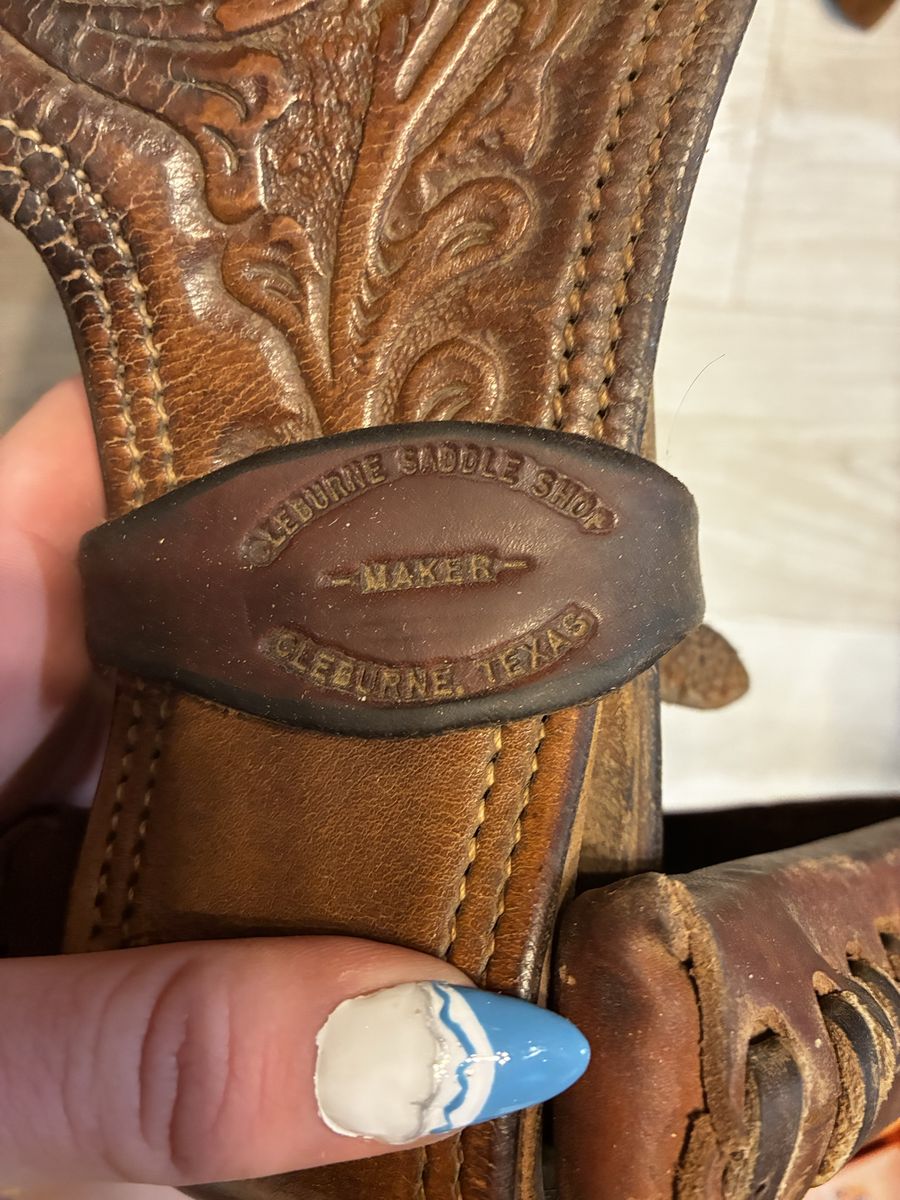 CLEBURNE SADDLE SHOP
-MAKER-
CLEBURNE, TEXAS